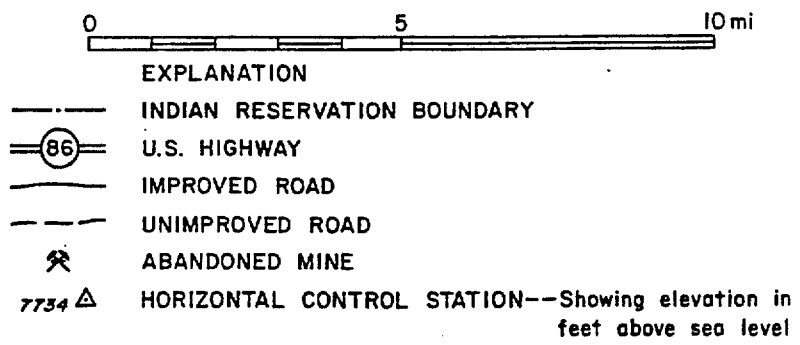 0 5 10 mi
EXPLANATION
INDIAN RESERVATION BOUNDARY
86 U.S. HIGHWAY
IMPROVED ROAD
UNIMPROVED ROAD
ABANDONED MINE
7734 HORIZONTAL CONTROL STATION--Showing elevation in
feet above sea level